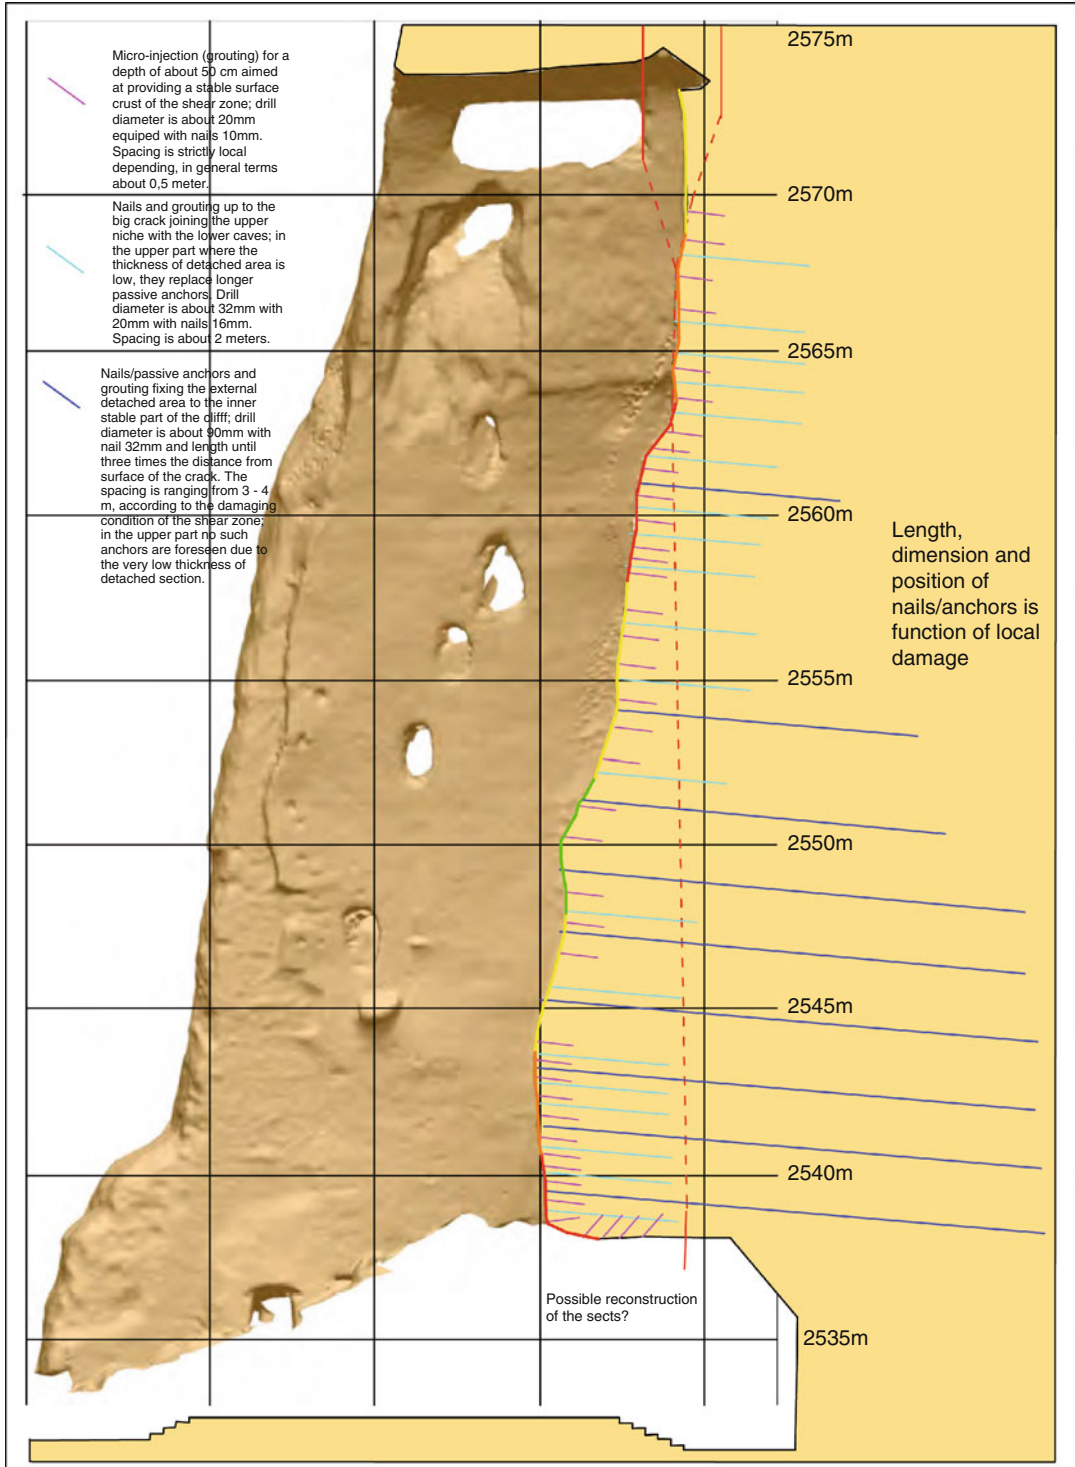 Micro-injection (grouting) for a
depth of about 50 cm aimed
at providing a stable surface
crust of the shear zone; drill
diameter is about 20mm
equiped with nails 10mm.
Spacing is strictly local
depending, in general terms
about 0,5 meter.
Nails and grouting up to the
big crack joining the upper
niche with the lower caves; in
the upper part where the
thickness of detached area is
low, they replace longer
passive anchors. Drill
diameter is about 32mm with
20mm with nails 16mm.
Spacing is about 2 meters.
Nails/passive anchors and
grouting fixing the external
detached area to the inner
stable part of the clifff; drill
diameter is about 90mm with
nail 32mm and length until
three times the distance from
surface of the crack. The
spacing is ranging from 3 - 4
m, according to the damaging
condition of the shear zone;
in the upper part no such
anchors are foreseen due to
the very low thickness of
detached section.
2575m
2570m
2565m
2560m
Length,
dimension and
position of
nails/anchors is
function of local
damage
2555m
2550m
2545m
2540m
Possible reconstruction
of the sects?
2535m